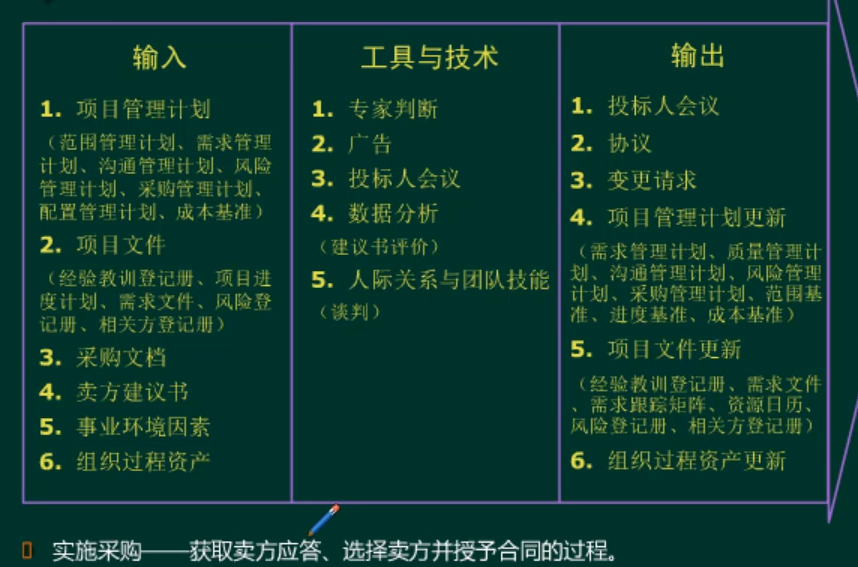 输入
1. 项目管理计划
（范围管理计划、需求管理
计划、沟通管理计划、风险
管理计划、采购管理计划、
配置管理计划、成本基准）
2. 项目文件
（经验教训登记册、项目进
度计划、需求文件、风险登
记册、相关方登记册）
3. 采购文档
4. 卖方建议书
5. 事业环境因素
6. 组织过程资产
工具与技术
1. 专家判断
2. 广告
3. 投标人会议
4. 数据分析
（建议书评价）
5. 人际关系与团队技能
（谈判）
输出
1. 投标人会议
2. 协议
3. 变更请求
4. 项目管理计划更新
（需求管理计划、质量管理计
划、沟通管理计划、风险管理
计划、采购管理计划、范围基
准、进度基准、成本基准）
5. 项目文件更新
（经验教训登记册、需求文件
、需求跟踪矩阵、资源日历、
风险登记册、相关方登记册）
6. 组织过程资产更新
实施采购——获取卖方应答、选择卖方并授予合同的过程。